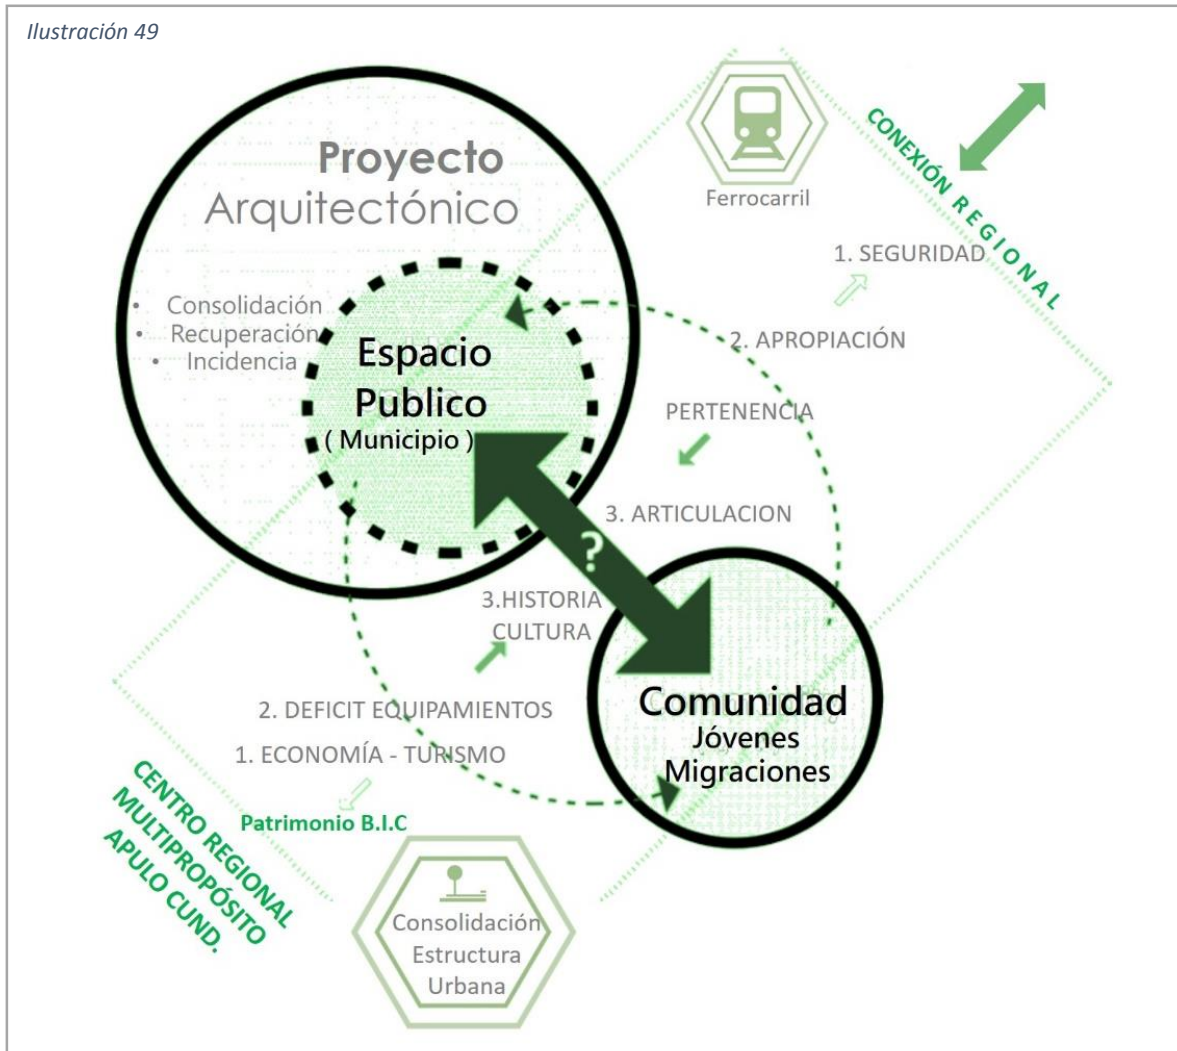 Ilustración 49
Proyecto
Arquitectónico
• Consolidación
• Recuperación
• Incidencia
Espacio
Publico
( Municipio )
Ferrocarril
CONEXIÓN REGIONAL
1. SEGURIDAD
2. APROPIACIÓN
PERTENENCIA
3. ARTICULACION
?
3.HISTORIA
CULTURA
2. DEFICIT EQUIPAMIENTOS
1. ECONOMÍA - TURISMO
Patrimonio B.I.C
Comunidad
Jóvenes
Migraciones
CENTRO REGIONAL
MULTIPROPÓSITO
APULO CUND.
Consolidación
Estructura
Urbana